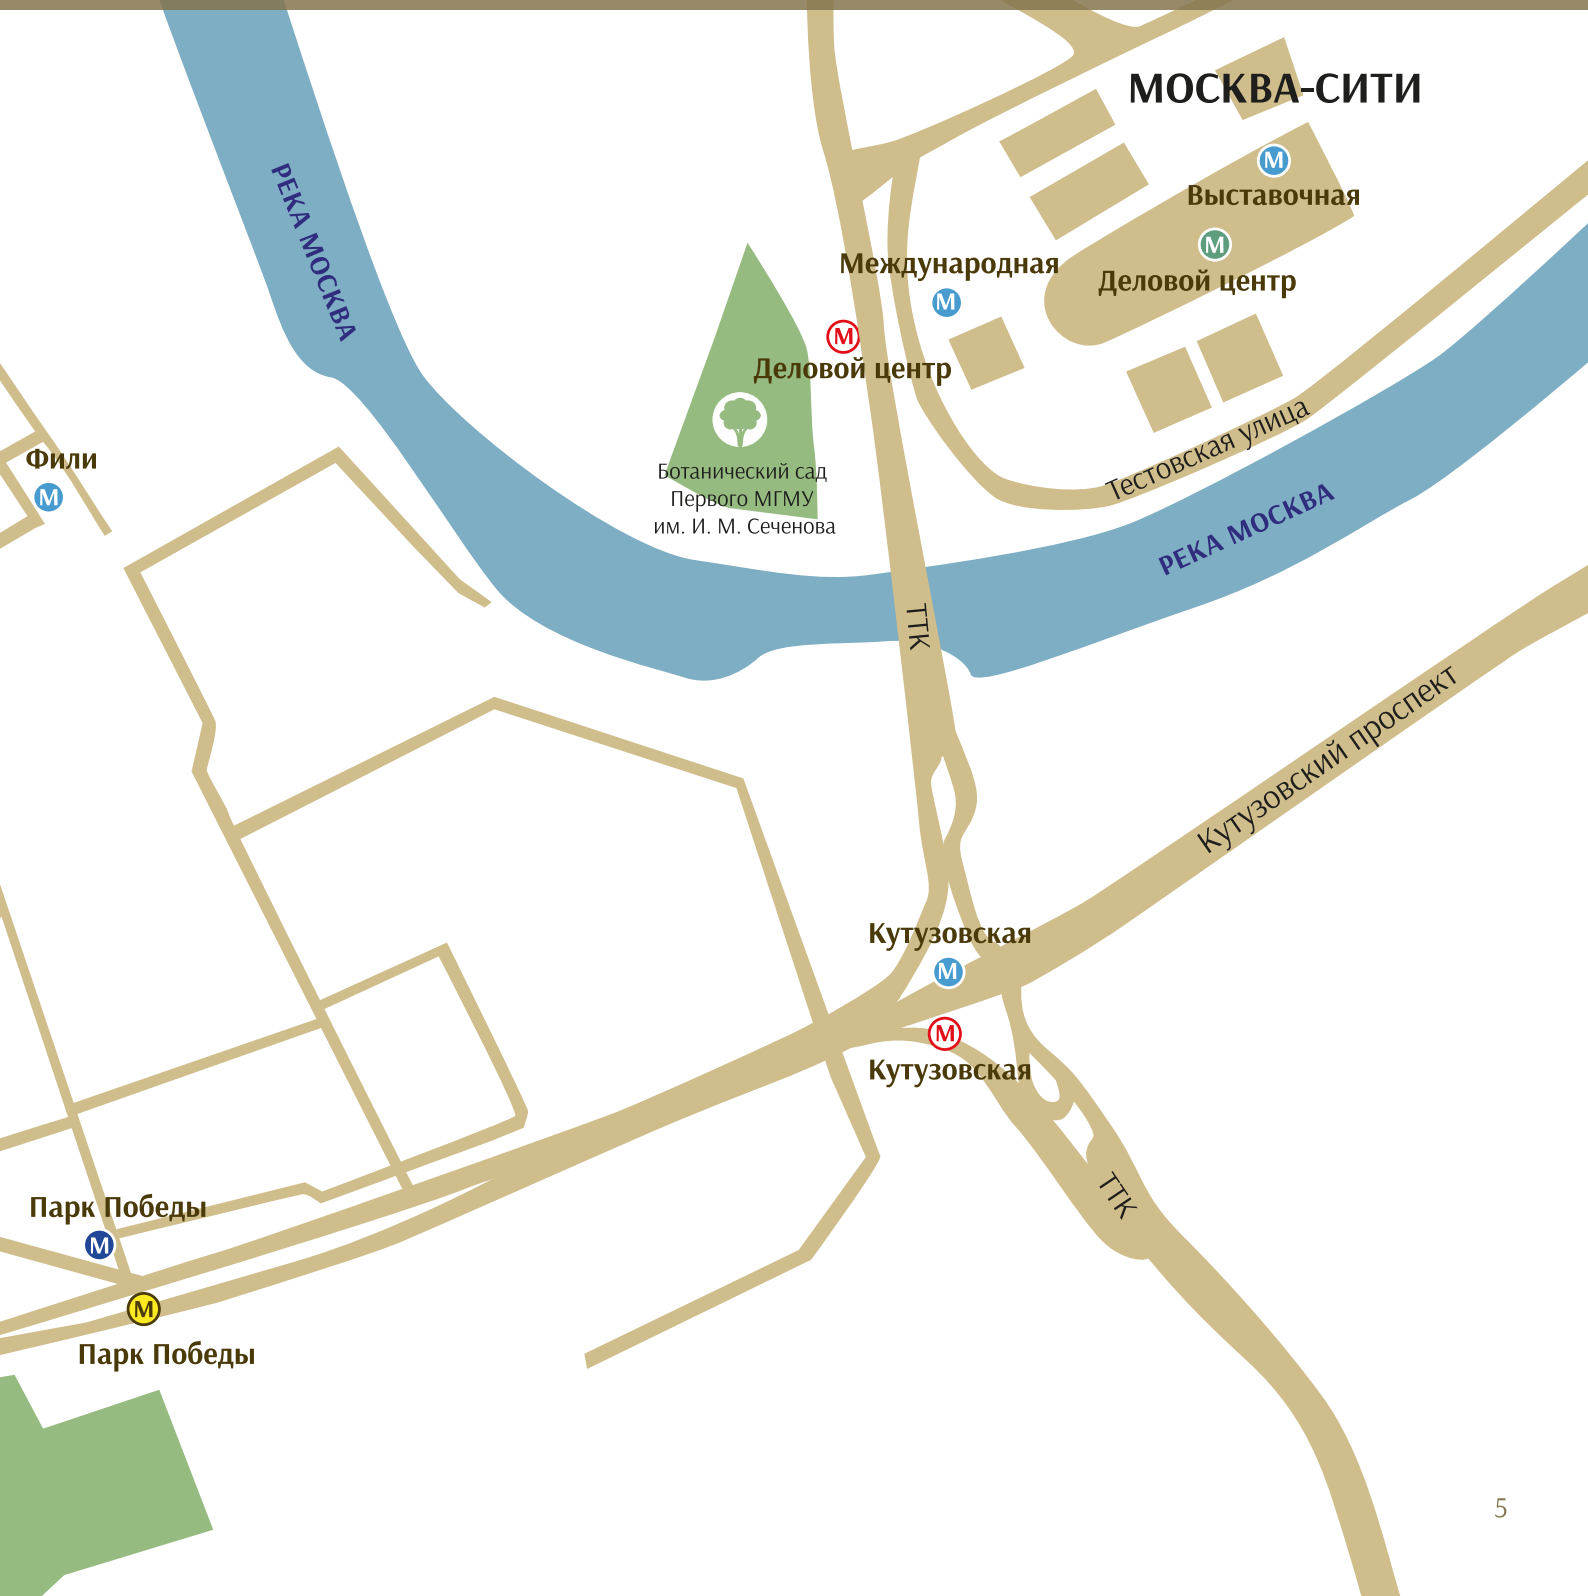 МОСКВА-СИТИ
М
Выставочная
М
Деловой центр
Международная
М
М
Деловой центр
РЕКА МОСКВА
Ботанический сад
Первого МГМУ
им. И. М. Сеченова
Фили
М
Тестовская улица
РЕКА МОСКВА
ТТК
Кутузовский проспект
Кутузовская
М
М
Кутузовская
ТТК
Парк Победы
М
М
Парк Победы
5